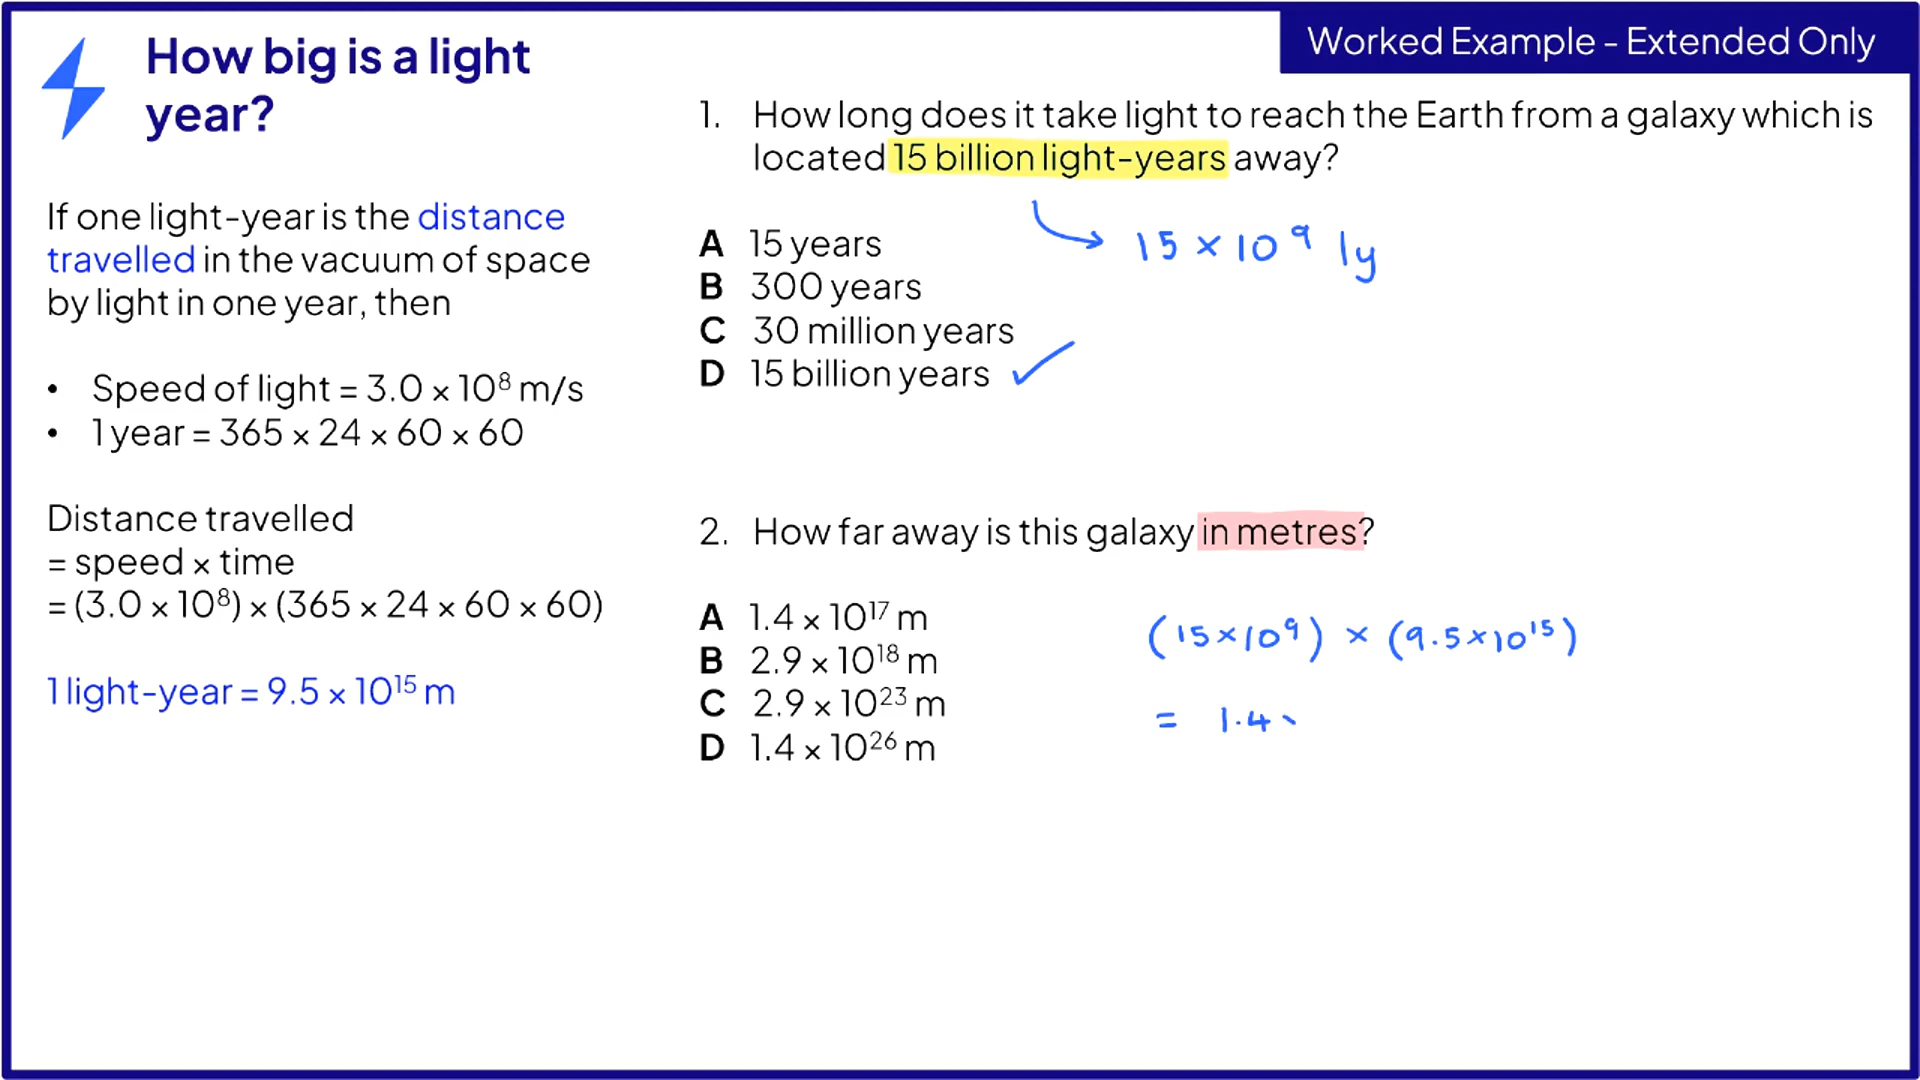 How big is a light
year?
Worked Example - Extended Only
If one light-year is the distance
travelled in the vacuum of space
by light in one year, then
• Speed of light = 3.0 × 10⁸ m/s
• 1 year = 365 × 24 × 60 × 60
Distance travelled
= speed × time
= (3.0 × 10⁸) × (365 × 24 × 60 × 60)
1 light-year = 9.5 × 10¹⁵ m
1. How long does it take light to reach the Earth from a galaxy which is
located 15 billion light-years away?
A 15 years
B 300 years
C 30 million years
D 15 billion years
15 × 10⁹ ly
2. How far away is this galaxy in metres?
A 1.4 × 10¹⁷ m
B 2.9 × 10¹⁸ m
C 2.9 × 10²³ m
D 1.4 × 10²⁶ m
(15×10⁹) × (9.5×10¹⁵)
= 1.4